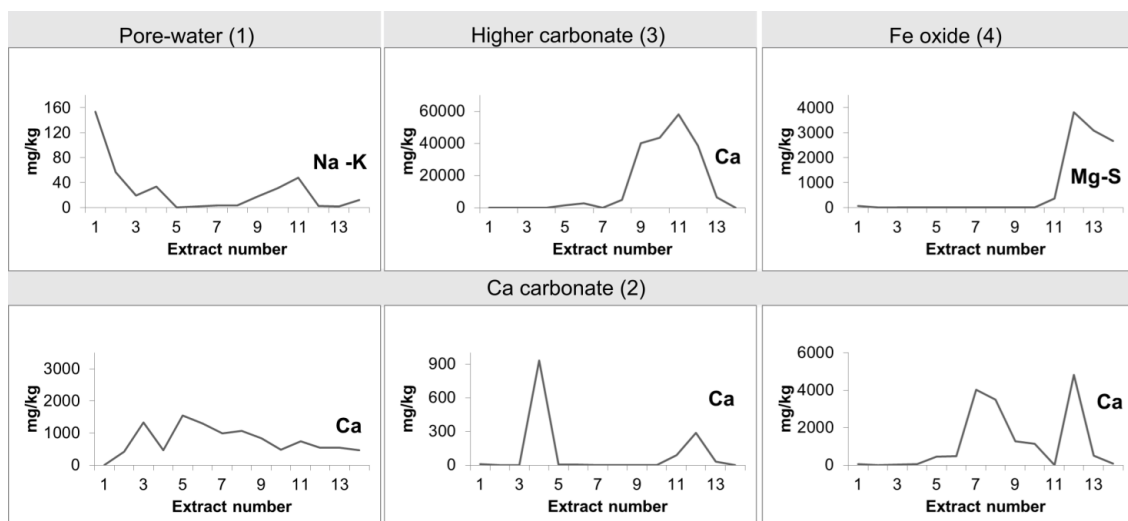 Pore-water (1)
Higher carbonate (3)
Fe oxide (4)
mg/kg
160
120
80
40
0
Na -K
1 3 5 7 9 11 13
Extract number
mg/kg
60000
40000
20000
0
Ca
1 3 5 7 9 11 13
Extract number
mg/kg
4000
3000
2000
1000
0
Mg-S
1 3 5 7 9 11 13
Extract number
Ca carbonate (2)
mg/kg
3000
2000
1000
0
Ca
1 3 5 7 9 11 13
Extract number
mg/kg
900
600
300
0
Ca
1 3 5 7 9 11 13
Extract number
mg/kg
6000
4000
2000
0
Ca
1 3 5 7 9 11 13
Extract number